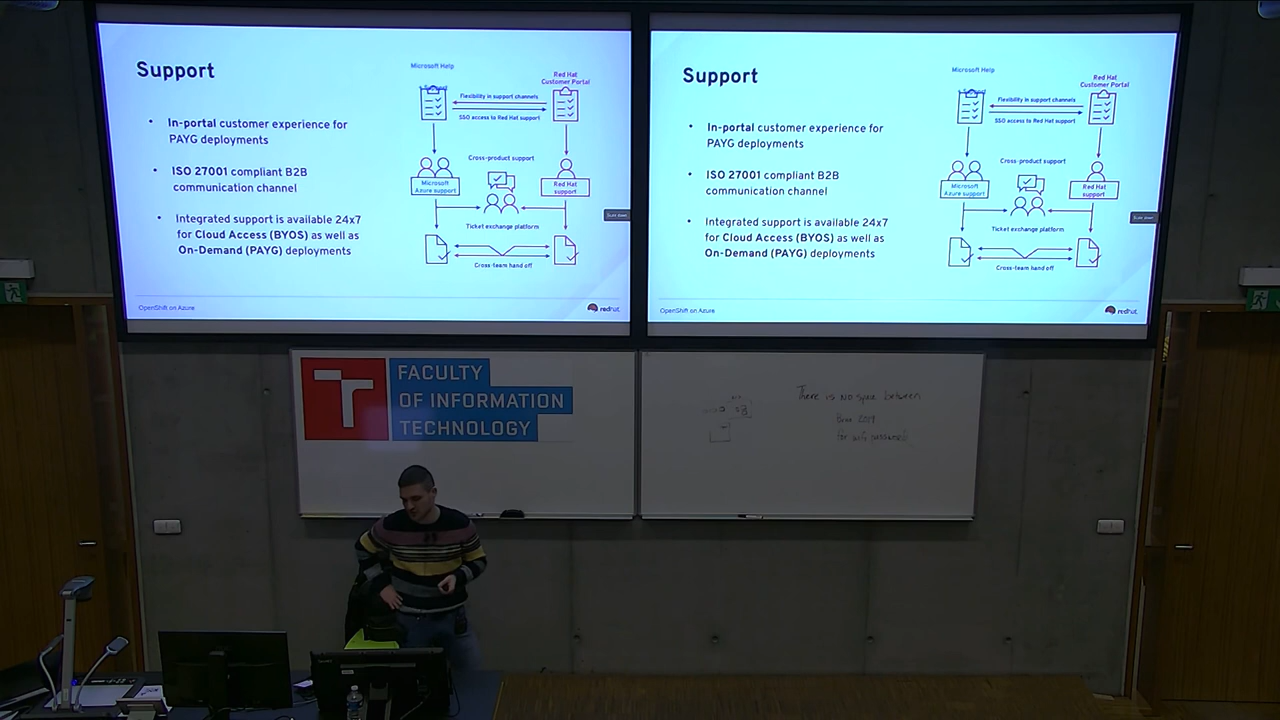 Support
In-portal customer experience for
PAYG deployments
ISO 27001 compliant B2B
communication channel
Integrated support is available 24x7
for Cloud Access (BYOS) as well as
On-Demand (PAYG) deployments
Microsoft Help
Red Hat
Customer Portal
Flexibility in support channels
SSO access to Red Hat support
Cross-product support
Microsoft
Azure support
Red Hat
support
Ticket exchange platform
Cross-team hand off
OpenShift on Azure
redhat.
Support
In-portal customer experience for
PAYG deployments
ISO 27001 compliant B2B
communication channel
Integrated support is available 24x7
for Cloud Access (BYOS) as well as
On-Demand (PAYG) deployments
Microsoft Help
Red Hat
Customer Portal
Flexibility in support channels
SSO access to Red Hat support
Cross-product support
Microsoft
Azure support
Red Hat
support
Ticket exchange platform
Cross-team hand off
OpenShift on Azure
redhat.
FACULTY
OF INFORMATION
TECHNOLOGY
There is no space between
Brno 2019
for wifi password